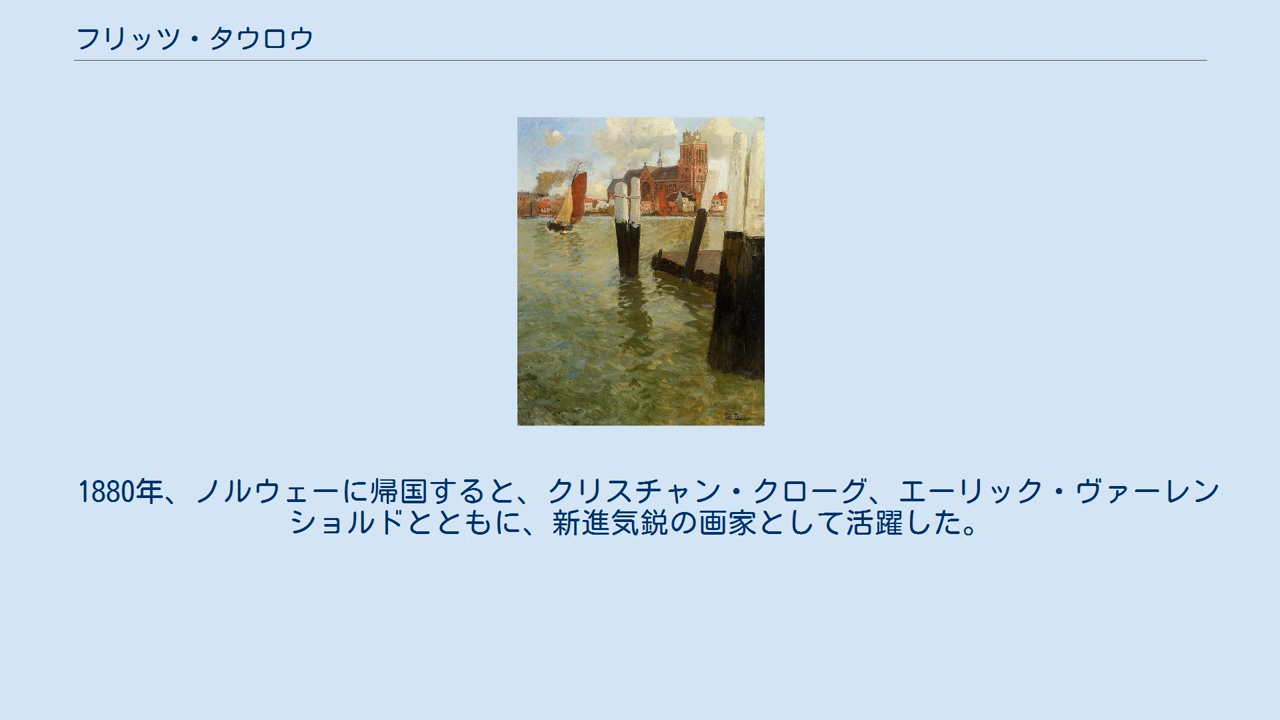 フリッツ・タウロウ
1880年、ノルウェーに帰国すると、クリスチャン・クローグ、エーリック・ヴァーレン
ショルドとともに、新進気鋭の画家として活躍した。